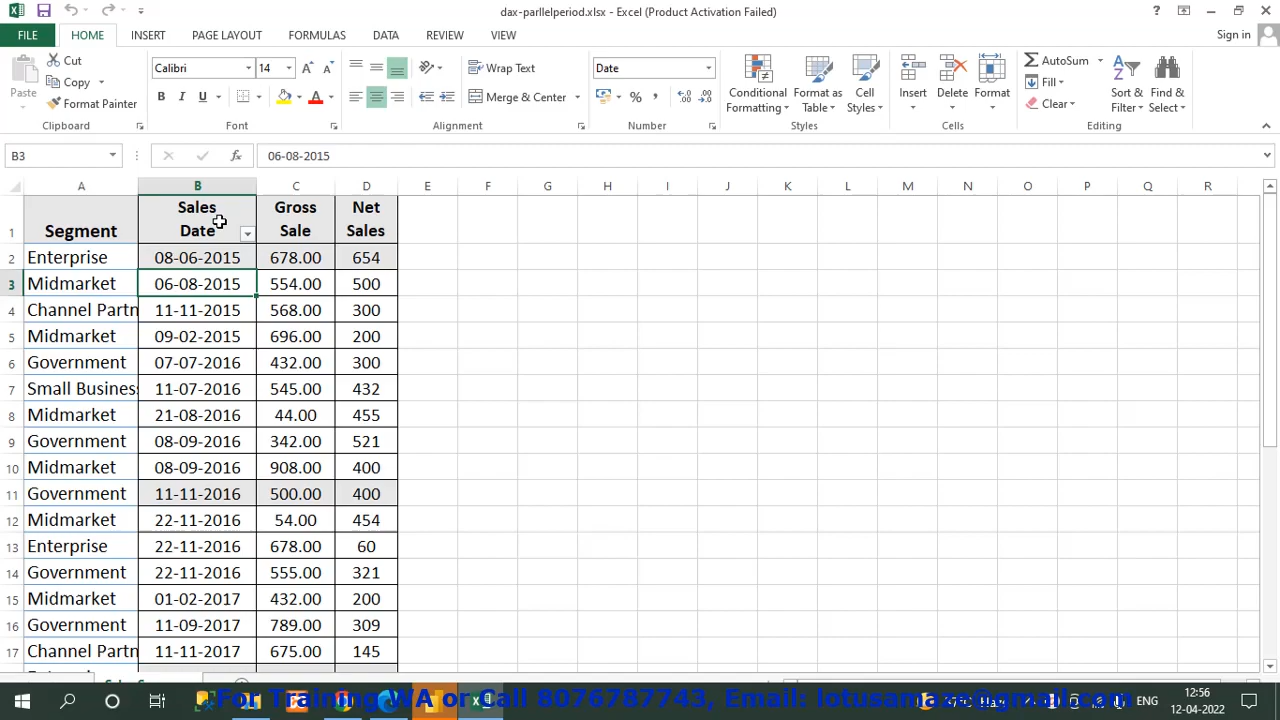 dax-parllelperiod.xlsx - Excel (Product Activation Failed)
FILE HOME INSERT PAGE LAYOUT FORMULAS DATA REVIEW VIEW Sign in
Paste Cut Copy Format Painter
Calibri 14 B I U A A A
Wrap Text
Merge & Center
Date
%
Conditional Formatting
Format as Table
Cell Styles
Insert Delete Format
AutoSum Fill Clear
Sort & Filter
Find & Select
Clipboard Font Alignment Number Styles Cells Editing
B3 fx 06-08-2015
A B C D E F G H I J K L M N O P Q R
1 Segment Sales Date Gross Sale Net Sales
2 Enterprise 08-06-2015 678.00 654
3 Midmarket 06-08-2015 554.00 500
4 Channel Partn 11-11-2015 568.00 300
5 Midmarket 09-02-2015 696.00 200
6 Government 07-07-2016 432.00 300
7 Small Business 11-07-2016 545.00 432
8 Midmarket 21-08-2016 44.00 455
9 Government 08-09-2016 342.00 521
10 Midmarket 08-09-2016 908.00 400
11 Government 11-11-2016 500.00 400
12 Midmarket 22-11-2016 54.00 454
13 Enterprise 22-11-2016 678.00 60
14 Government 22-11-2016 555.00 321
15 Midmarket 01-02-2017 432.00 200
16 Government 11-09-2017 789.00 309
17 Channel Partn 11-11-2017 675.00 145
For Training WA or Call 8076787743, Email: lotusamaze@gmail.com
ENG
12:56
12-04-2022